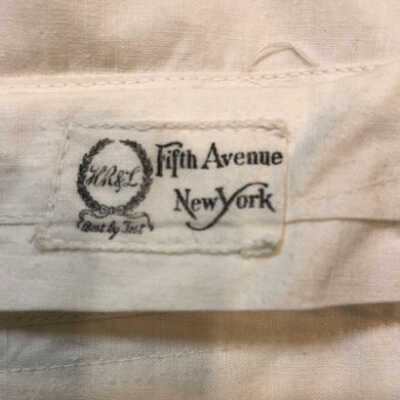 HR&L
Best By Test
Fifth Avenue
New York